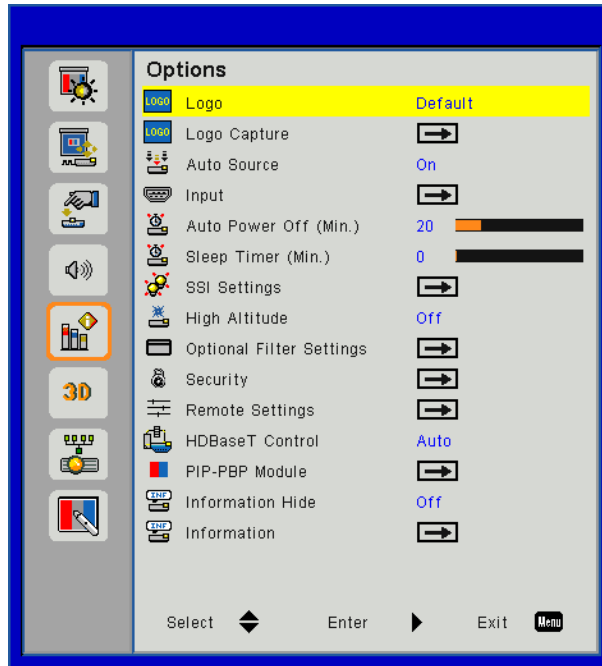 Options
LOGO Logo Default
LOGO Logo Capture
Auto Source On
Input
Auto Power Off (Min.) 20
Sleep Timer (Min.) 0
SSI Settings
High Altitude Off
Optional Filter Settings
3D
Security
Remote Settings
HDBaseT Control Auto
PIP-PBP Module
INF Information Hide Off
INF Information
Select Enter Exit Menu